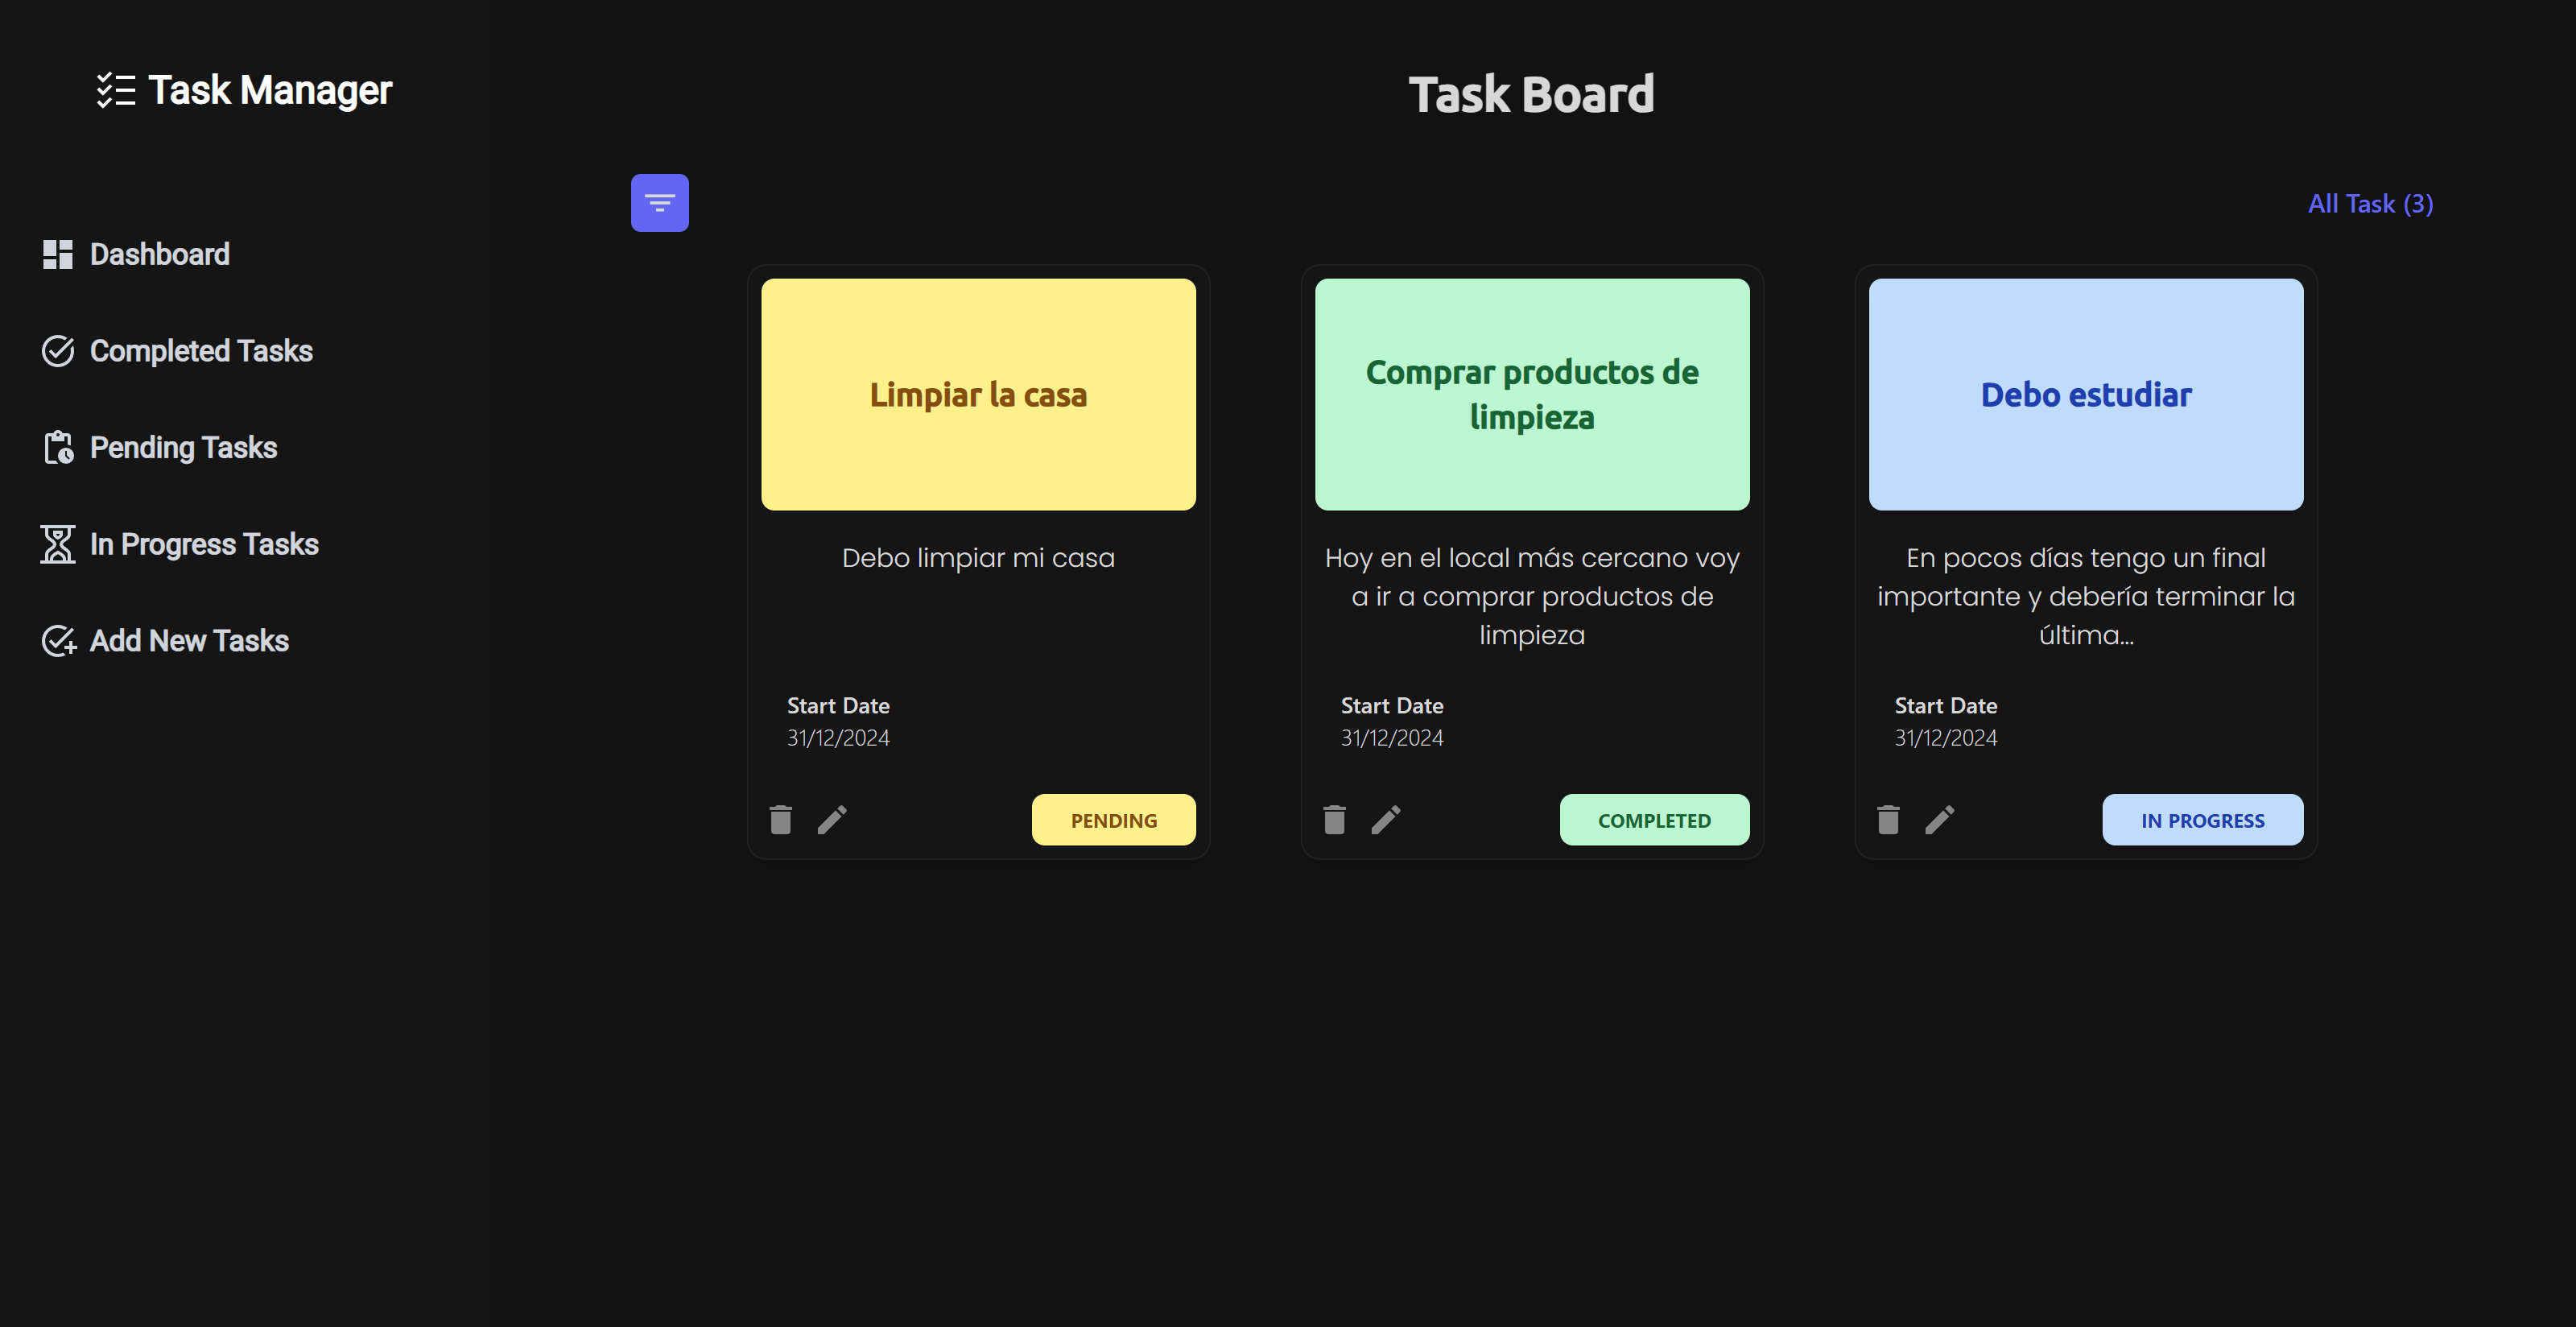 Task Manager
Dashboard
Completed Tasks
Pending Tasks
In Progress Tasks
Add New Tasks
Task Board
All Task (3)
Limpiar la casa
Debo limpiar mi casa
Start Date
31/12/2024
PENDING
Comprar productos de
limpieza
Hoy en el local más cercano voy
a ir a comprar productos de
limpieza
Start Date
31/12/2024
COMPLETED
Debo estudiar
En pocos días tengo un final
importante y debería terminar la
última...
Start Date
31/12/2024
IN PROGRESS